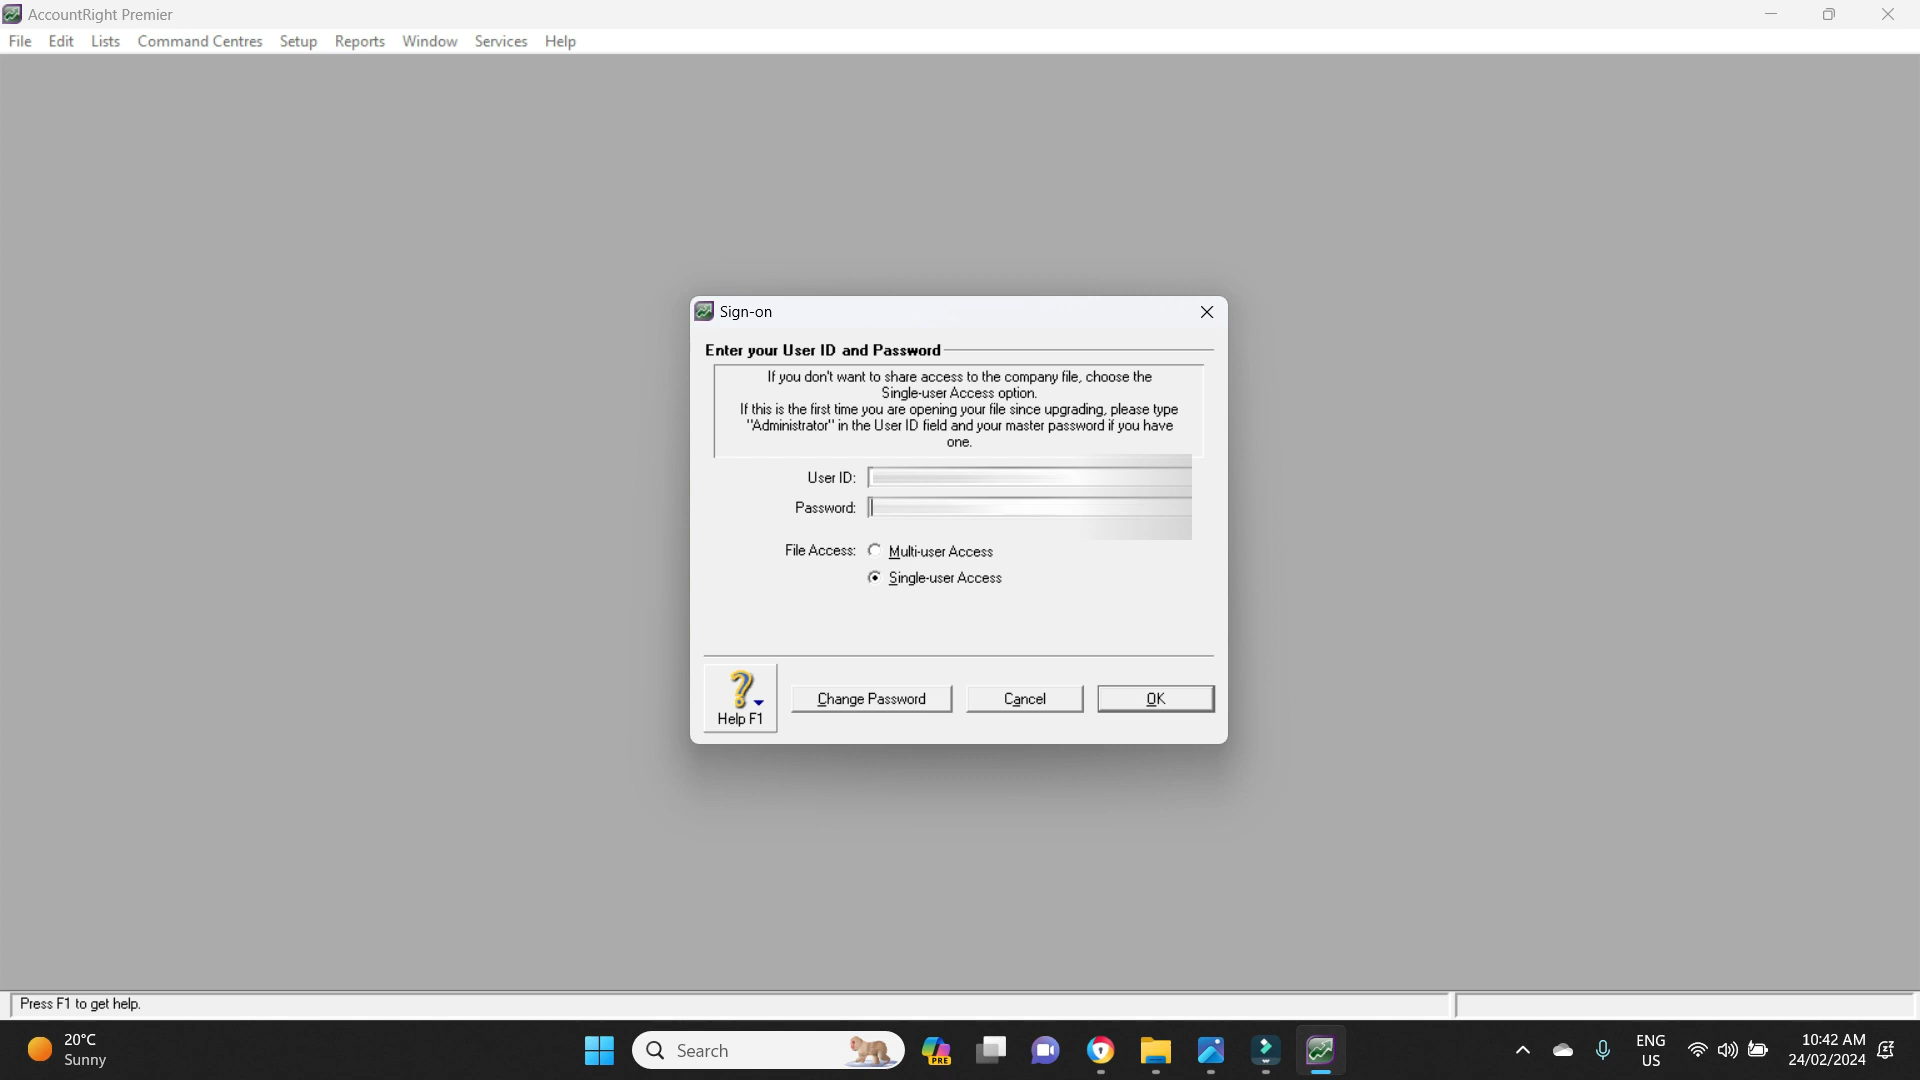 AccountRight Premier
File Edit Lists Command Centres Setup Reports Window Services Help
Sign-on
Enter your User ID and Password
If you don't want to share access to the company file, choose the
Single-user Access option.
If this is the first time you are opening your file since upgrading, please type
"Administrator" in the User ID field and your master password if you have
one.
User ID:
Password:
File Access: Multi-user Access
Single-user Access
Help F1 Change Password Cancel OK
Press F1 to get help.
20°C
Sunny
Search
PRE
ENG
US
10:42 AM
24/02/2024